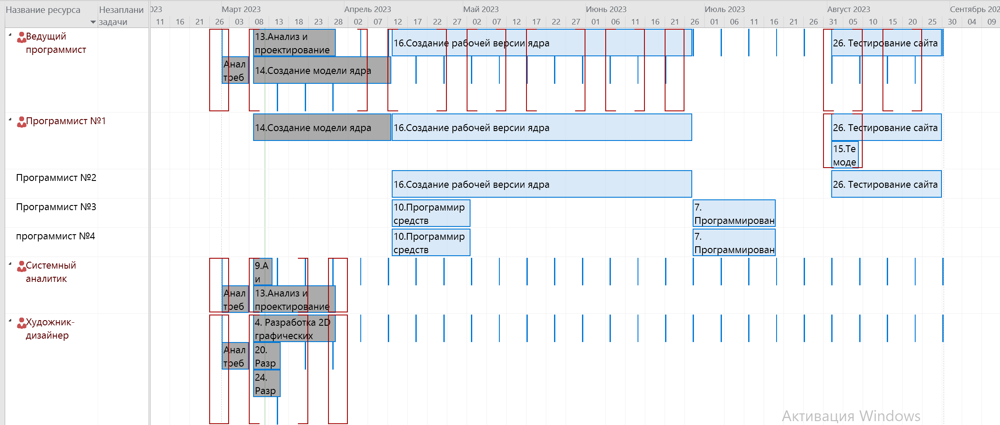 Название ресурса
Незаплани
задачи
023
Март 2023
Апрель 2023
Май 2023
Июнь 2023
Июль 2023
Август 2023
Сентябрь 202
11 16 21 26 03 08 13 18 23 28 02 07 12 17 22 27 02 07 12 17 22 27 01 06 11 16 21 26 01 06 11 16 21 26 31 05 10 15 20 25 30 04 09
Ведущий
программист
13.Анализ и
проектирование
16.Создание рабочей версии ядра
26. Тестирование сайта
Анал
треб
14.Создание модели ядра
Программист №1
14.Создание модели ядра
16.Создание рабочей версии ядра
26. Тестирование сайта
15.Те
моде
Программист №2
16.Создание рабочей версии ядра
26. Тестирование сайта
Программист №3
10.Программир
средств
7.
Программирован
программист №4
10.Программир
средств
7.
Программирован
Системный
аналитик
9.А
и
Анал
треб
13.Анализ и
проектирование
Художник-
дизайнер
4. Разработка 2D
графических
Анал
треб
20.
Разр
24.
Разр
Активация Windows